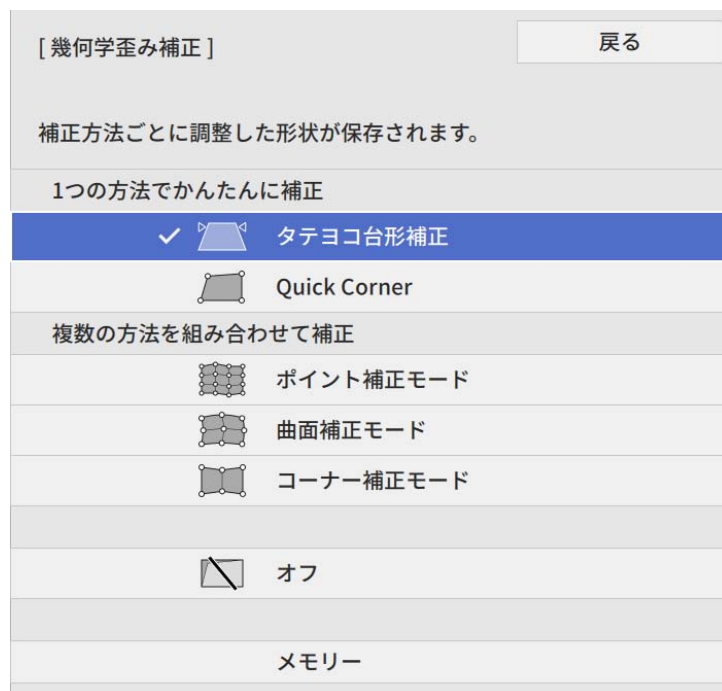 [ 幾何学歪み補正 ]
戻る
補正方法ごとに調整した形状が保存されます。
1つの方法でかんたんに補正
タテヨコ台形補正
Quick Corner
複数の方法を組み合わせて補正
ポイント補正モード
曲面補正モード
コーナー補正モード
オフ
メモリー